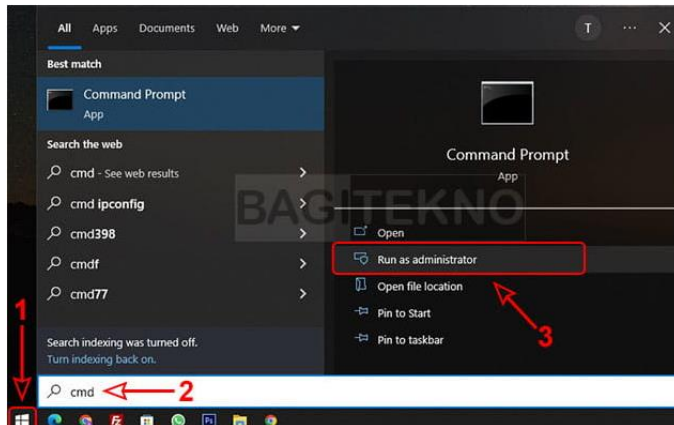 All Apps Documents Web More T ...
Best match
Command Prompt
App
Search the web
cmd - See web results
cmd ipconfig
cmd398
cmdf
cmd77
Search indexing was turned off.
Turn indexing back on.
cmd
Command Prompt
App
BAGITEKNO
Open
Run as administrator
Open file location
Pin to Start
Pin to taskbar
1
2
3
Fz
Ps